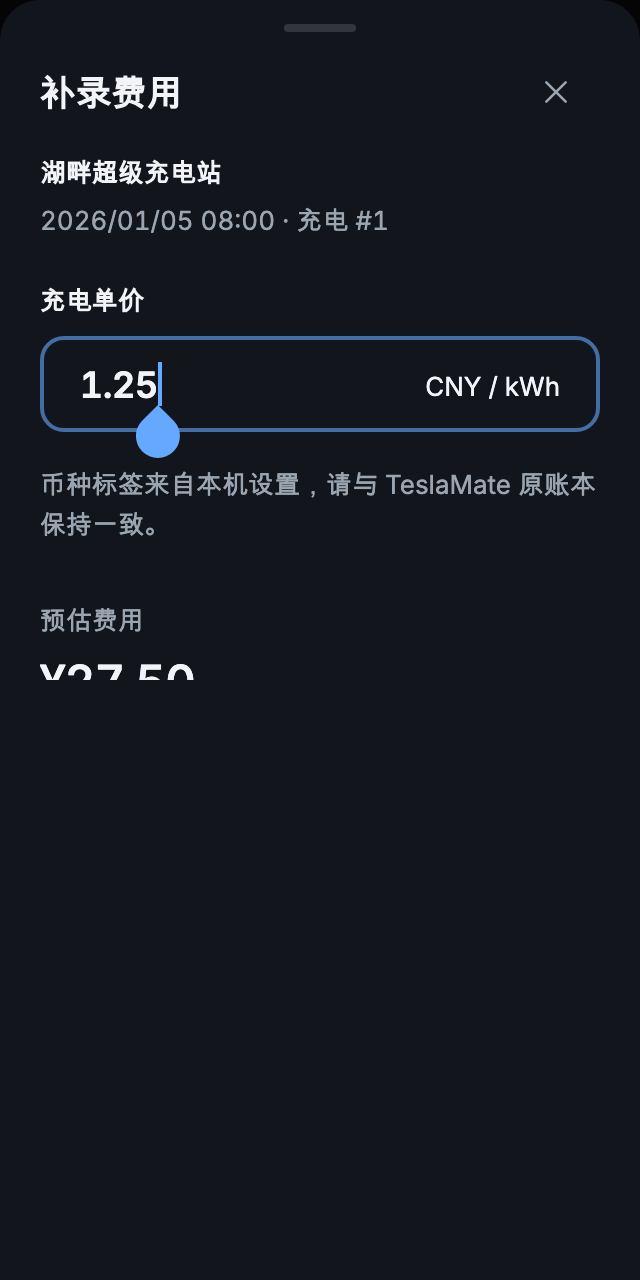 补录费用
湖畔超级充电站
2026/01/05 08:00 · 充电 #1
充电单价
1.25 CNY / kWh
币种标签来自本机设置，请与 TeslaMate 原账本
保持一致。
预估费用
¥27.50